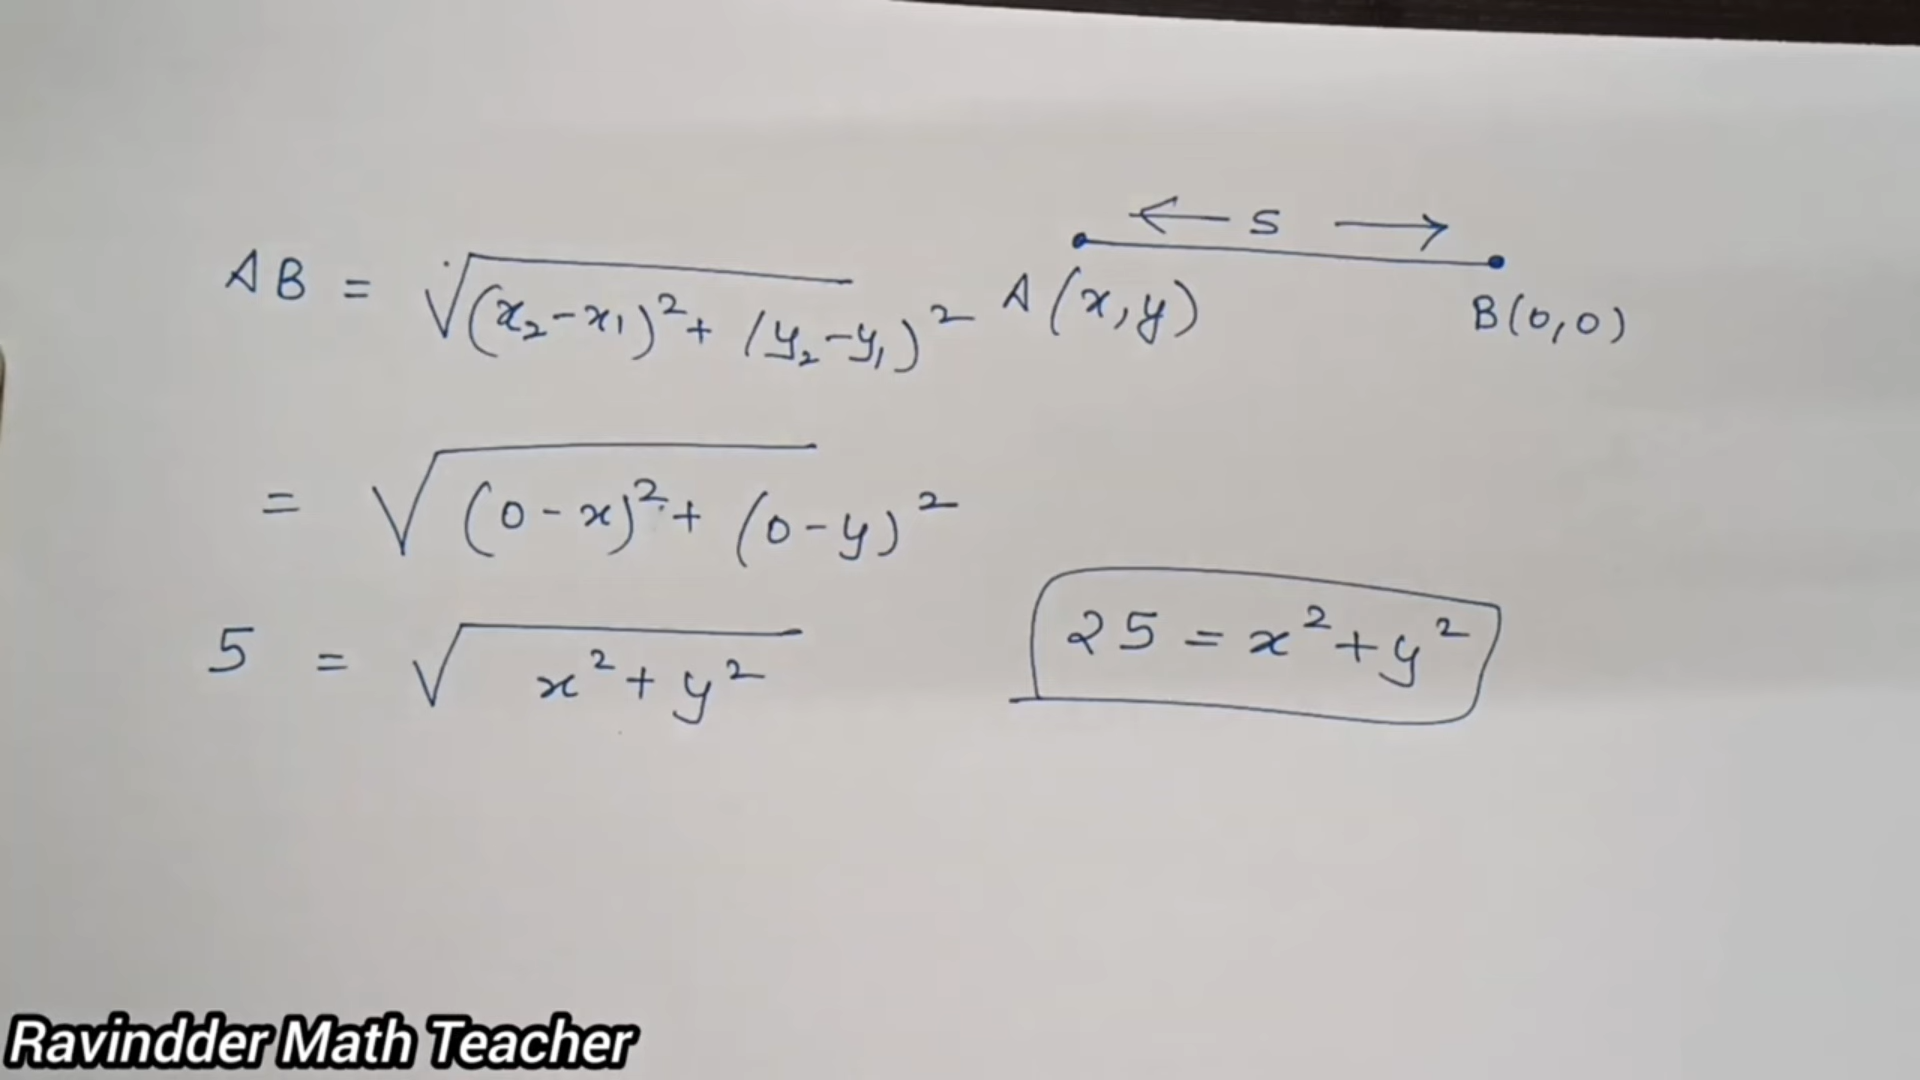 ← 5 →
AB = √(x₂-x₁)²+(y₂-y₁)² A(x,y) B(0,0)
= √(0-x)²+(0-y)²
5 = √x²+y² 25 = x²+y²
Ravindder Math Teacher